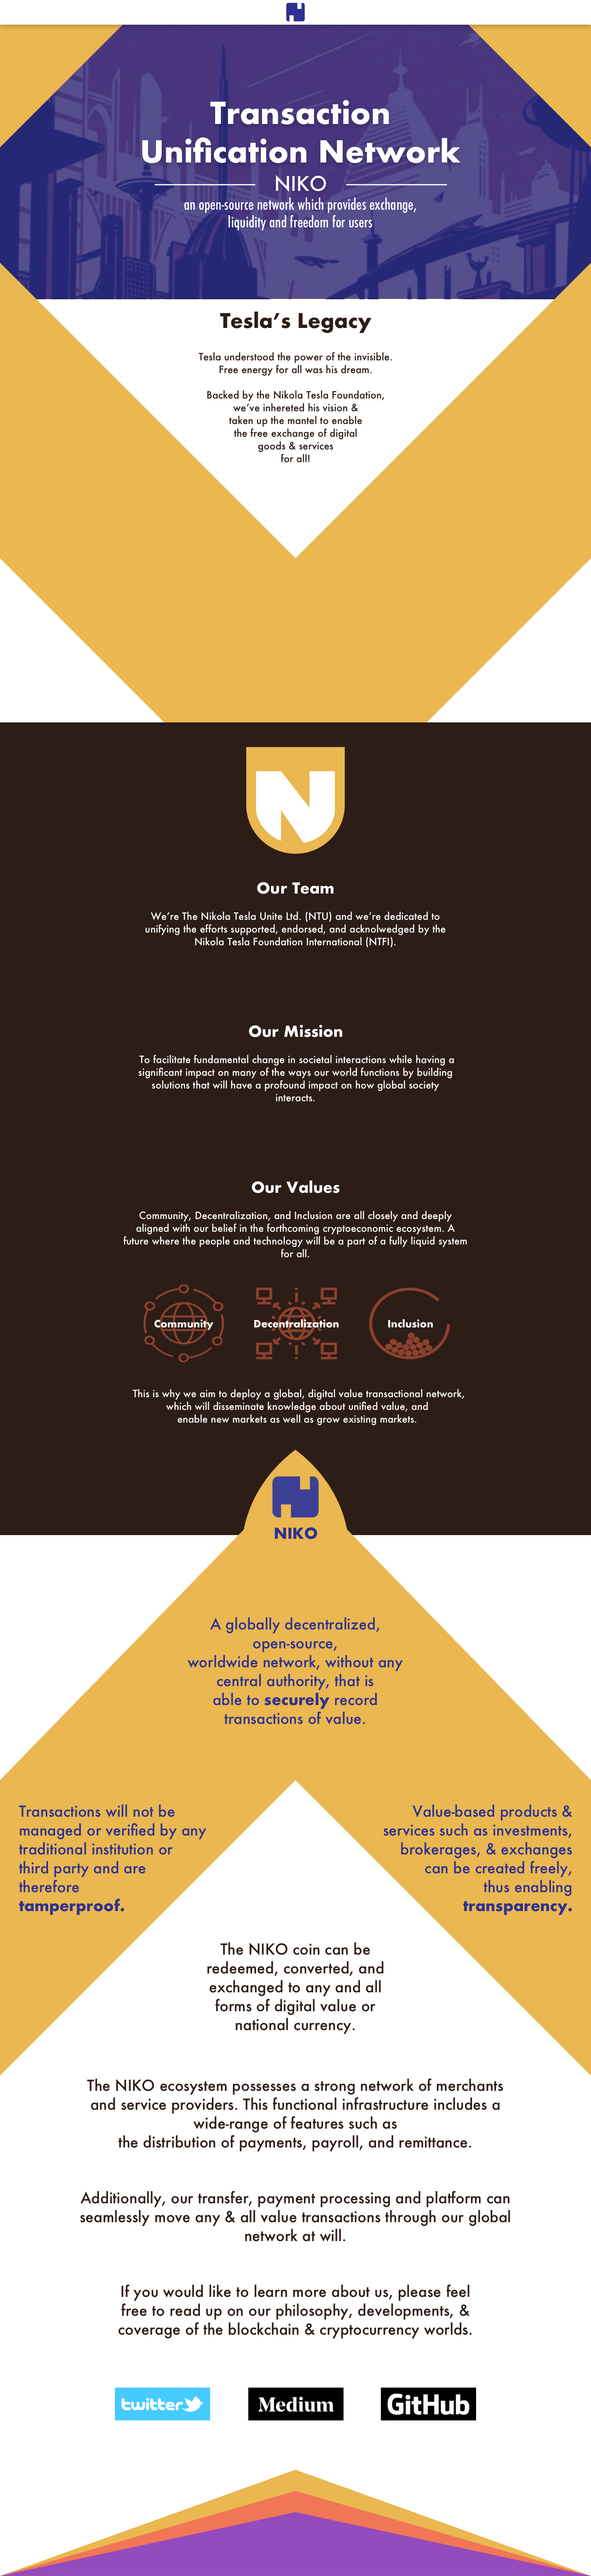 Transaction
Unification Network
NIKO
an open-source network which provides exchange,
liquidity and freedom for users
Tesla's Legacy
Tesla understood the power of the invisible.
Free energy for all was his dream.
Backed by the Nikola Tesla Foundation,
we've inhereted his vision &
taken up the mantel to enable
the free exchange of digital
goods & services
for all!
N
Our Team
We're The Nikola Tesla Unite Ltd. (NTU) and we're dedicated to
unifying the efforts supported, endorsed, and acknolwedged by the
Nikola Tesla Foundation International (NTFI).
Our Mission
To facilitate fundamental change in societal interactions while having a
significant impact on many of the ways our world functions by building
solutions that will have a profound impact on how global society
interacts.
Our Values
Community, Decentralization, and Inclusion are all closely and deeply
aligned with our belief in the forthcoming cryptoeconomic ecosystem. A
future where the people and technology will be a part of a fully liquid system
for all.
Community
Decentralization
Inclusion
This is why we aim to deploy a global, digital value transactional network,
which will disseminate knowledge about unified value, and
enable new markets as well as grow existing markets.
NIKO
A globally decentralized,
open-source,
worldwide network, without any
central authority, that is
able to securely record
transactions of value.
Transactions will not be
managed or verified by any
traditional institution or
third party and are
therefore
tamperproof.
Value-based products &
services such as investments,
brokerages, & exchanges
can be created freely,
thus enabling
transparency.
The NIKO coin can be
redeemed, converted, and
exchanged to any and all
forms of digital value or
national currency.
The NIKO ecosystem possesses a strong network of merchants
and service providers. This functional infrastructure includes a
wide-range of features such as
the distribution of payments, payroll, and remittance.
Additionally, our transfer, payment processing and platform can
seamlessly move any & all value transactions through our global
network at will.
If you would like to learn more about us, please feel
free to read up on our philosophy, developments, &
coverage of the blockchain & cryptocurrency worlds.
twitter
Medium
GitHub